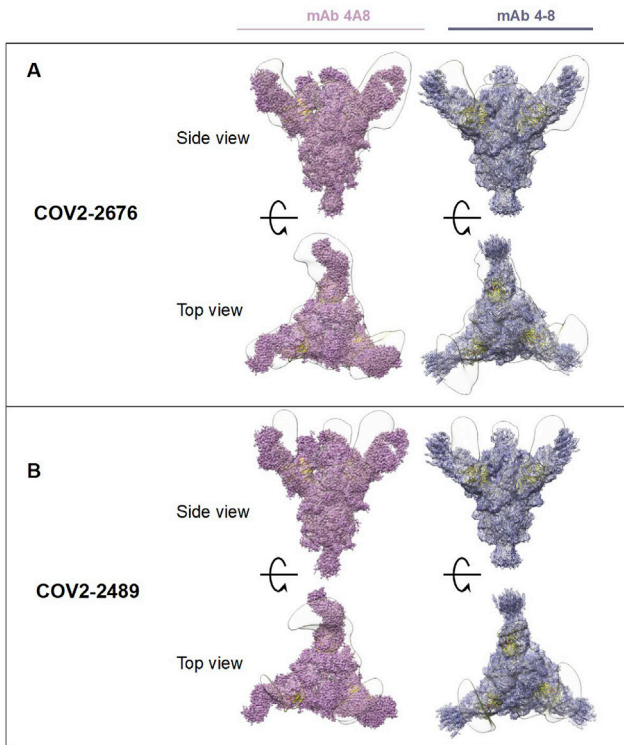 mAb 4A8 mAb 4-8
A
Side view
COV2-2676
Top view
B
Side view
COV2-2489
Top view